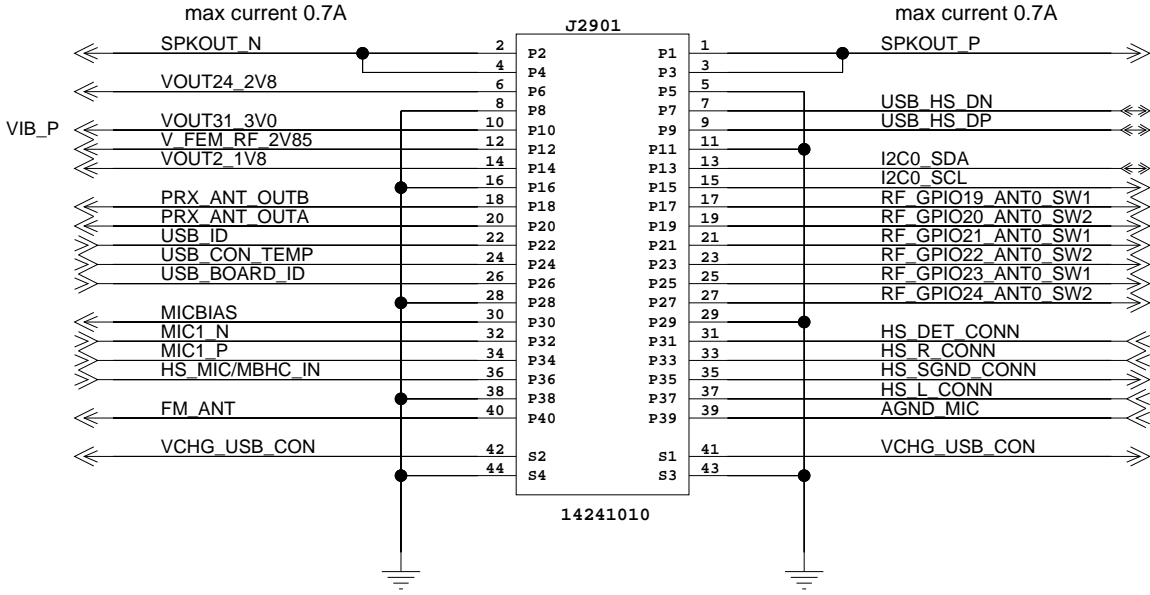 max current 0.7A max current 0.7A
J2901
SPKOUT_N 2 P2 P1 1 SPKOUT_P
4 P4 P3 3
VOUT24_2V8 6 P6 P5 5
8 P8 P7 7 USB_HS_DN
VIB_P VOUT31_3V0 10 P10 P9 9 USB_HS_DP
V_FEM_RF_2V85 12 P12 P11 11
VOUT2_1V8 14 P14 P13 13 I2C0_SDA
16 P16 P15 15 I2C0_SCL
PRX_ANT_OUTB 18 P18 P17 17 RF_GPIO19_ANT0_SW1
PRX_ANT_OUTA 20 P20 P19 19 RF_GPIO20_ANT0_SW2
USB_ID 22 P22 P21 21 RF_GPIO21_ANT0_SW1
USB_CON_TEMP 24 P24 P23 23 RF_GPIO22_ANT0_SW2
USB_BOARD_ID 26 P26 P25 25 RF_GPIO23_ANT0_SW1
28 P28 P27 27 RF_GPIO24_ANT0_SW2
MICBIAS 30 P30 P29 29
MIC1_N 32 P32 P31 31 HS_DET_CONN
MIC1_P 34 P34 P33 33 HS_R_CONN
HS_MIC/MBHC_IN 36 P36 P35 35 HS_SGND_CONN
38 P38 P37 37 HS_L_CONN
FM_ANT 40 P40 P39 39 AGND_MIC
VCHG_USB_CON 42 S2 S1 41 VCHG_USB_CON
44 S4 S3 43
14241010